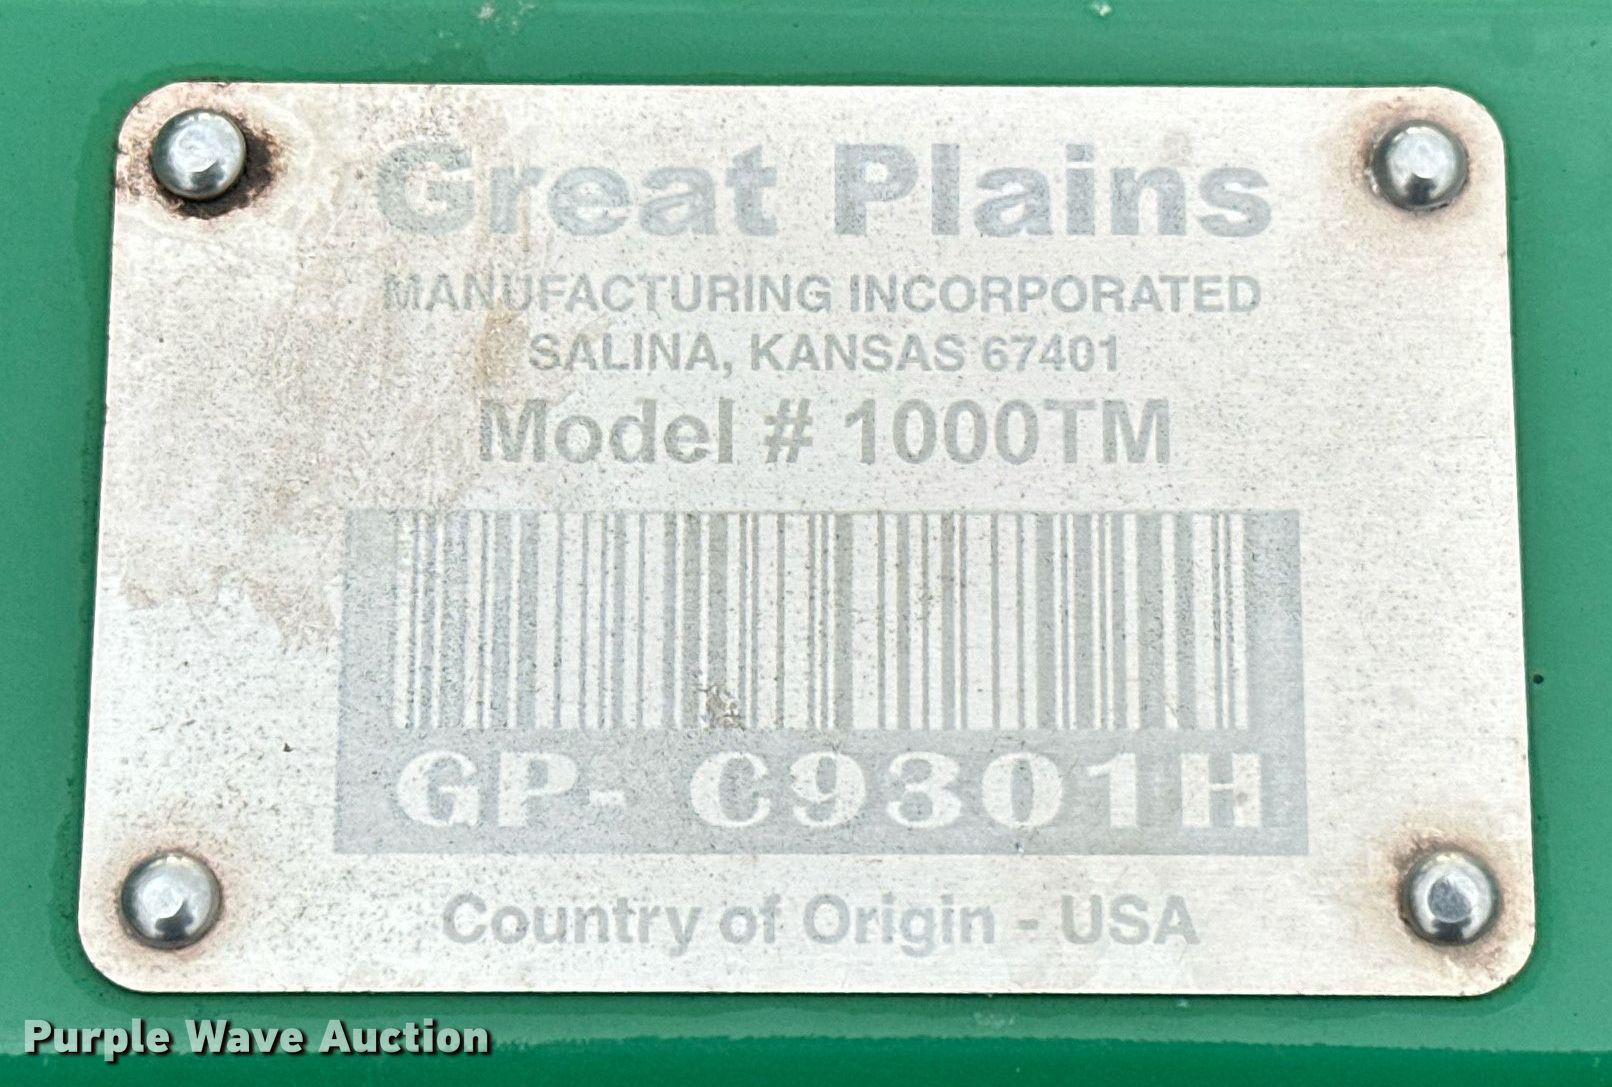 Great Plains
MANUFACTURING INCORPORATED
SALINA, KANSAS 67401
Model # 1000TM
GP- C9301H
Country of Origin - USA
Purple Wave Auction